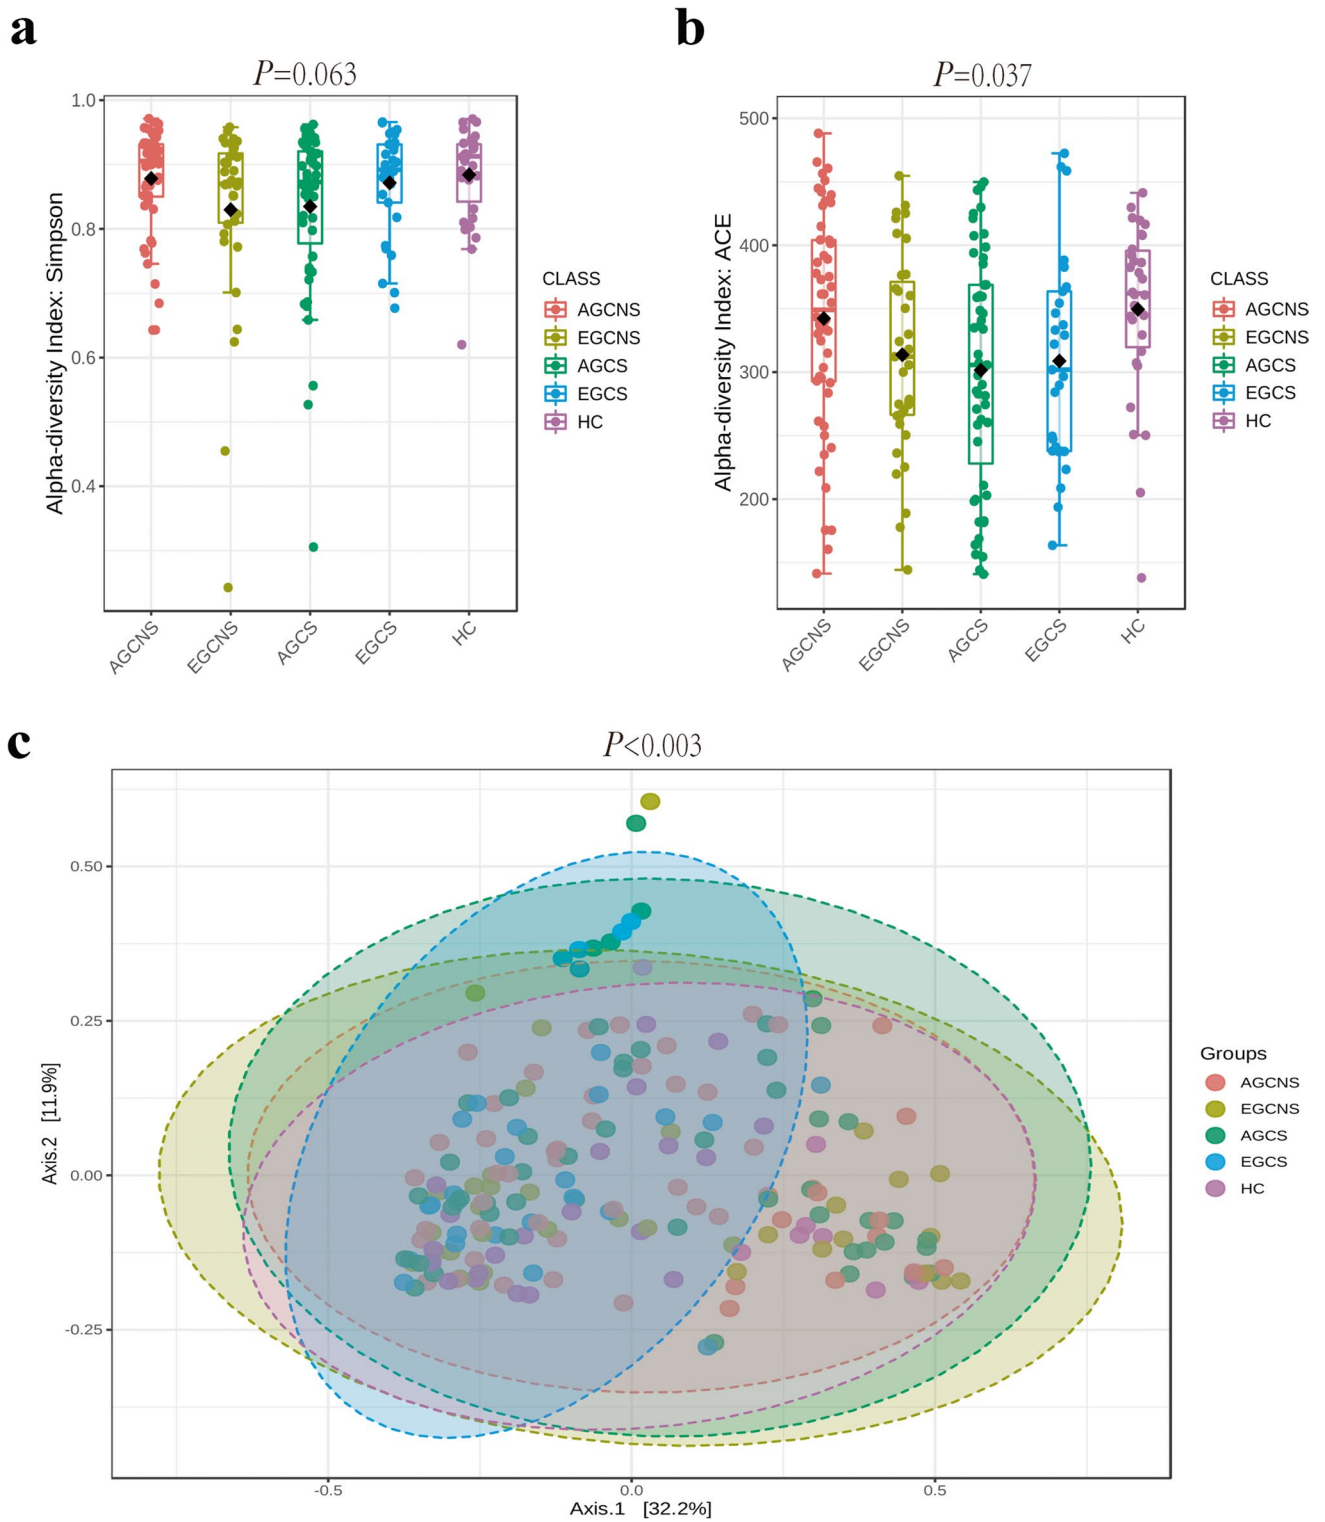 a
P=0.063
Alpha-diversity Index: Simpson
1.0
0.8
0.6
0.4
AGCNS
EGCNS
AGCS
EGCS
HC
CLASS
AGCNS
EGCNS
AGCS
EGCS
HC
b
P=0.037
Alpha-diversity Index: ACE
500
400
300
200
AGCNS
EGCNS
AGCS
EGCS
HC
CLASS
AGCNS
EGCNS
AGCS
EGCS
HC
c
P<0.003
Axis.2 [11.9%]
0.50
0.25
0.00
-0.25
-0.5
0.0
0.5
Axis.1 [32.2%]
Groups
AGCNS
EGCNS
AGCS
EGCS
HC